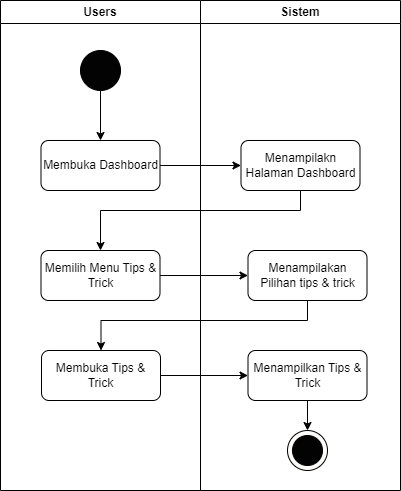 Users
Sistem
Membuka Dashboard
Menampilakn
Halaman Dashboard
Memilih Menu Tips &
Trick
Menampilakan
Pilihan tips & trick
Membuka Tips &
Trick
Menampilkan Tips &
Trick